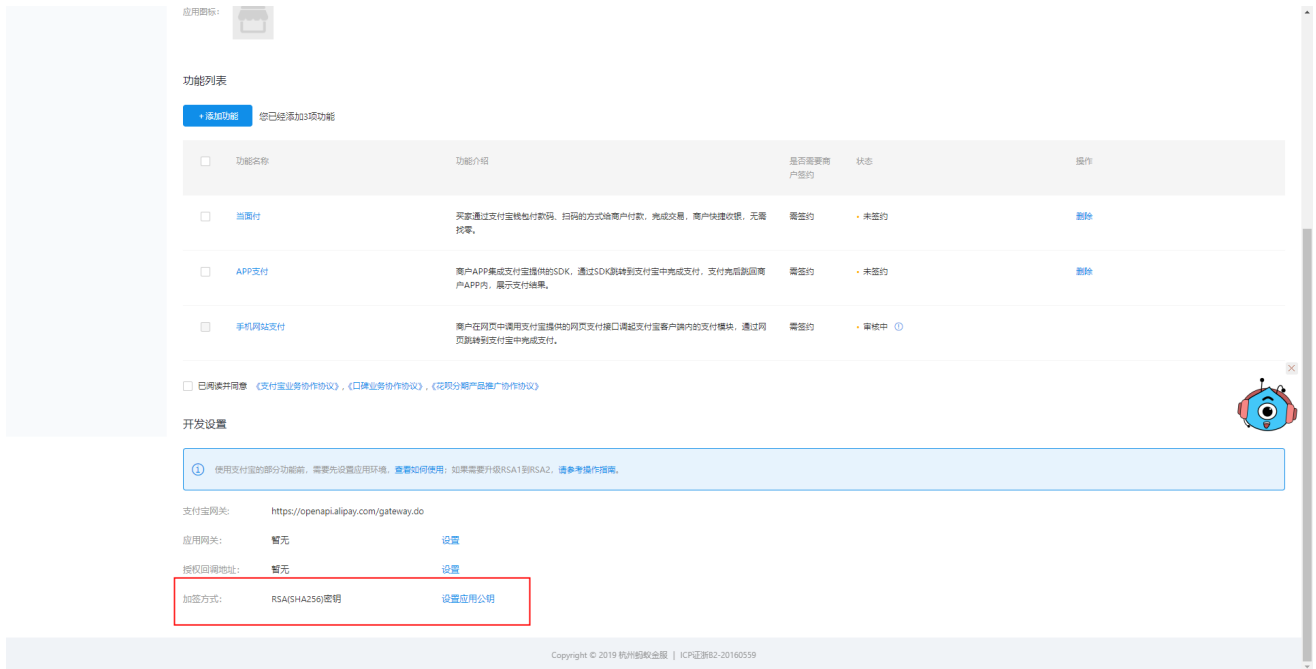 应用图标：
功能列表
+添加功能 您已经添加3项功能
功能名称 功能介绍 是否需要商户签约 状态 操作
当面付 买家通过支付宝钱包付款码、扫码的方式给商户付款，完成交易，商户快捷收银，无需 需签约 未签约 删除
找零。
APP支付 商户APP集成支付宝提供的SDK，通过SDK跳转到支付宝中完成支付，支付完后跳回商 需签约 未签约 删除
户APP内，展示支付结果。
手机网站支付 商户在网页中调用支付宝提供的网页支付接口调起支付宝客户端内的支付模块，通过网 需签约 审核中
页跳转到支付宝中完成支付。
已阅读并同意 《支付宝业务协作协议》，《口碑业务协作协议》，《花呗分期产品推广协作协议》
开发设置
使用支付宝的部分功能前，需要先设置应用环境，查看如何使用；如果需要升级RSA1到RSA2，请参考操作指南。
支付宝网关: https://openapi.alipay.com/gateway.do
应用网关: 暂无 设置
授权回调地址: 暂无 设置
加签方式: RSA(SHA256)密钥 设置应用公钥
Copyright © 2019 杭州蚂蚁金服 | ICP证浙B2-20160559